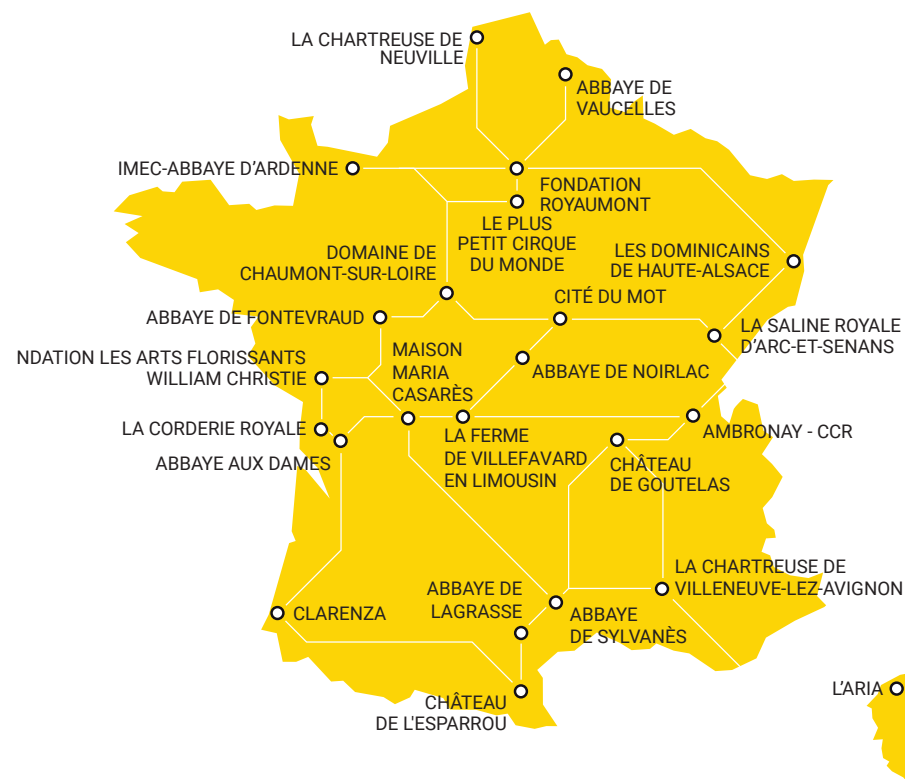 LA CHARTREUSE DE
NEUVILLE
ABBAYE DE
VAUCELLES
IMEC-ABBAYE D'ARDENNE
FONDATION
ROYAUMONT
LE PLUS
PETIT CIRQUE
DU MONDE
DOMAINE DE
CHAUMONT-SUR-LOIRE
LES DOMINICAINS
DE HAUTE-ALSACE
CITÉ DU MOT
ABBAYE DE FONTEVRAUD
LA SALINE ROYALE
D'ARC-ET-SENANS
NDATION LES ARTS FLORISSANTS
WILLIAM CHRISTIE
MAISON
MARIA
CASARÈS
ABBAYE DE NOIRLAC
LA CORDERIE ROYALE
ABBAYE AUX DAMES
LA FERME
DE VILLEFAVARD
EN LIMOUSIN
AMBRONAY - CCR
CHÂTEAU
DE GOUTELAS
LA CHARTREUSE DE
VILLENEUVE-LEZ-AVIGNON
ABBAYE DE
LAGRASSE
CLARENZA
ABBAYE
DE SYLVANÈS
L'ARIA
CHÂTEAU
DE L'ESPARROU